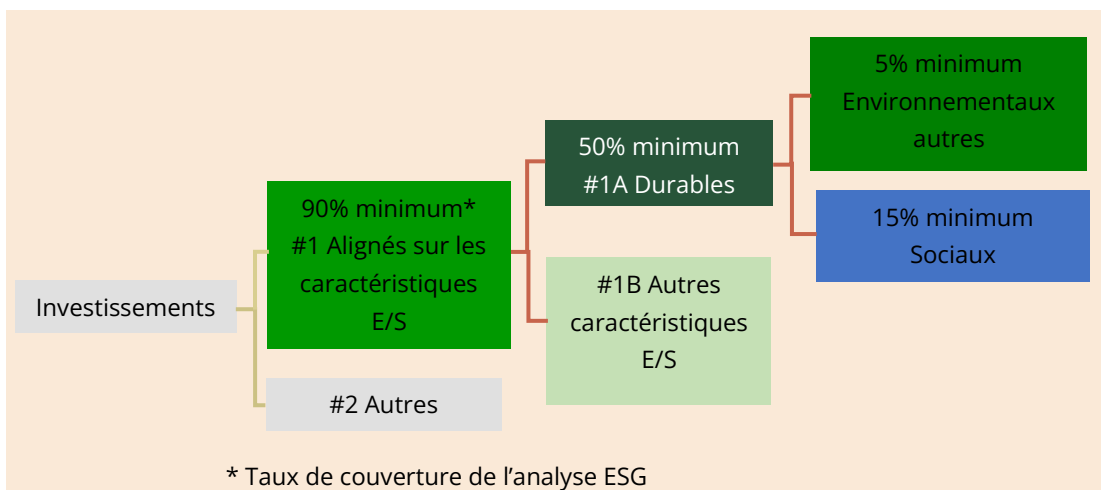 Investissements
90% minimum*
#1 Alignés sur les
caractéristiques
E/S
#2 Autres
50% minimum
#1A Durables
#1B Autres
caractéristiques
E/S
5% minimum
Environnementaux
autres
15% minimum
Sociaux
* Taux de couverture de l’analyse ESG